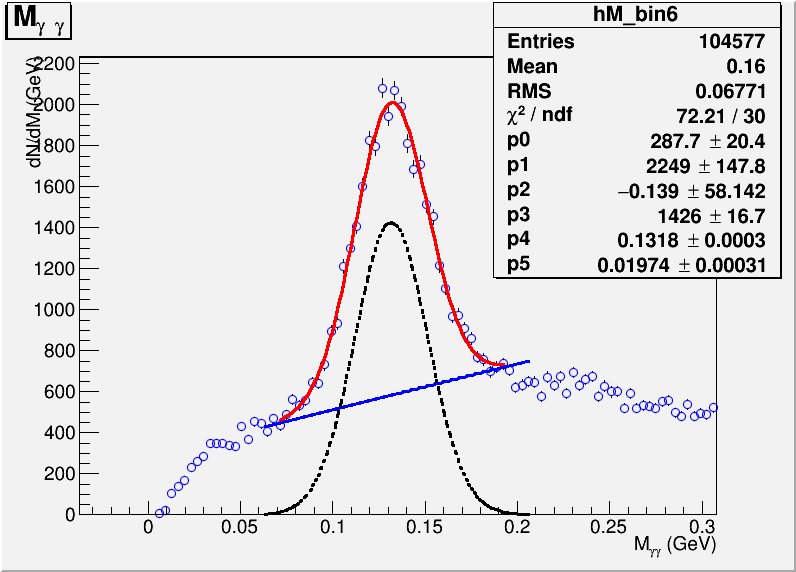 M γ γ
hM_bin6
Entries 104577
Mean 0.16
RMS 0.06771
χ² / ndf 72.21 / 30
p0 287.7 ± 20.4
p1 2249 ± 147.8
p2 −0.139 ± 58.142
p3 1426 ± 16.7
p4 0.1318 ± 0.0003
p5 0.01974 ± 0.00031
2200
2000
1800
1600
1400
1200
1000
800
600
400
200
0
0 0.05 0.1 0.15 0.2 0.25 0.3
M γγ (GeV)